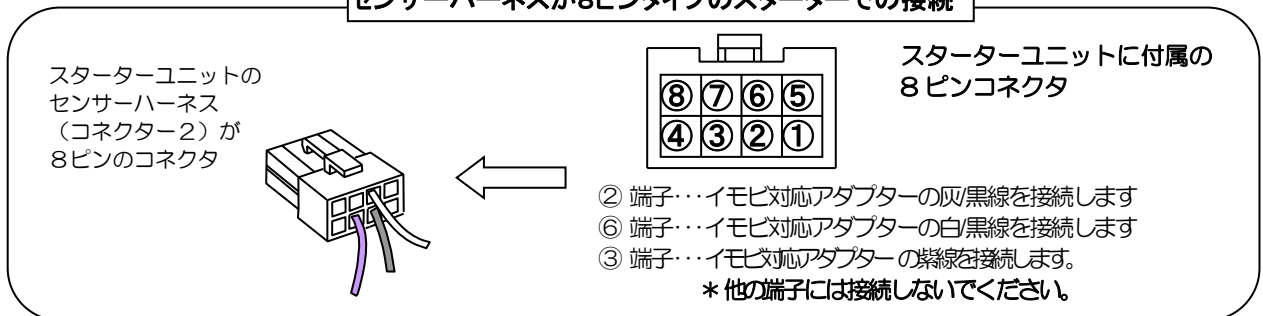 センサーハーネスが8ピンタイプのスターターでの接続
スターターユニットの
センサーハーネス
（コネクター２）が
８ピンのコネクタ
⑧⑦⑥⑤
④③②①
スターターユニットに付属の
８ピンコネクタ
② 端子･･･イモビ対応アダプターの灰/黒線を接続します
⑥ 端子･･･イモビ対応アダプターの白/黒線を接続します
③ 端子･･･イモビ対応アダプター の紫線を接続します。
＊他の端子には接続しないでください。